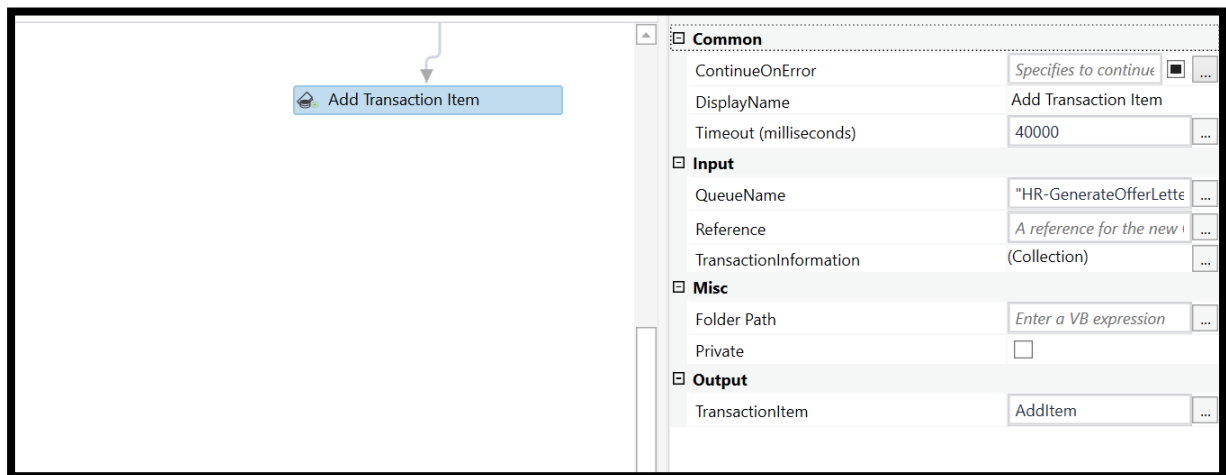 Add Transaction Item
Common
ContinueOnError Specifies to continue ...
DisplayName Add Transaction Item
Timeout (milliseconds) 40000 ...
Input
QueueName "HR-GenerateOfferLette ...
Reference A reference for the new ...
TransactionInformation (Collection) ...
Misc
Folder Path Enter a VB expression ...
Private
Output
TransactionItem AddItem ...